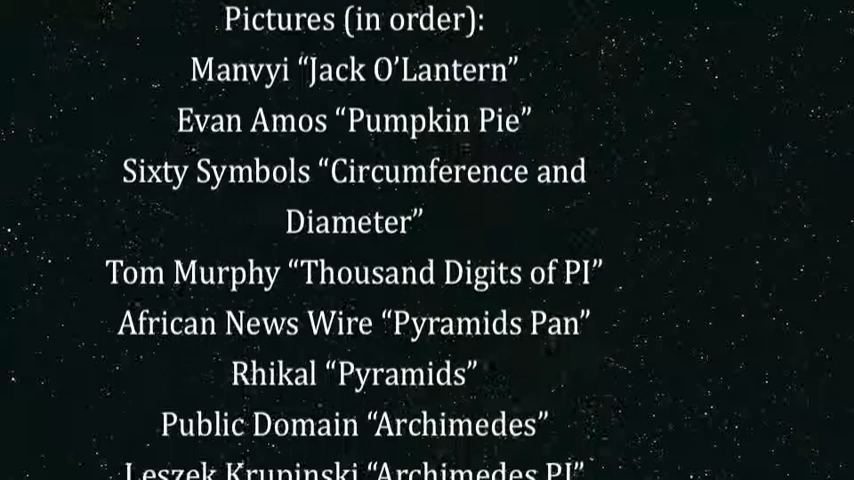 Pictures (in order):
Manvyi “Jack O’Lantern”
Evan Amos “Pumpkin Pie”
Sixty Symbols “Circumference and
Diameter”
Tom Murphy “Thousand Digits of PI”
African News Wire “Pyramids Pan”
Rhikal “Pyramids”
Public Domain “Archimedes”
Leszek Krupinski “Archimedes PI”